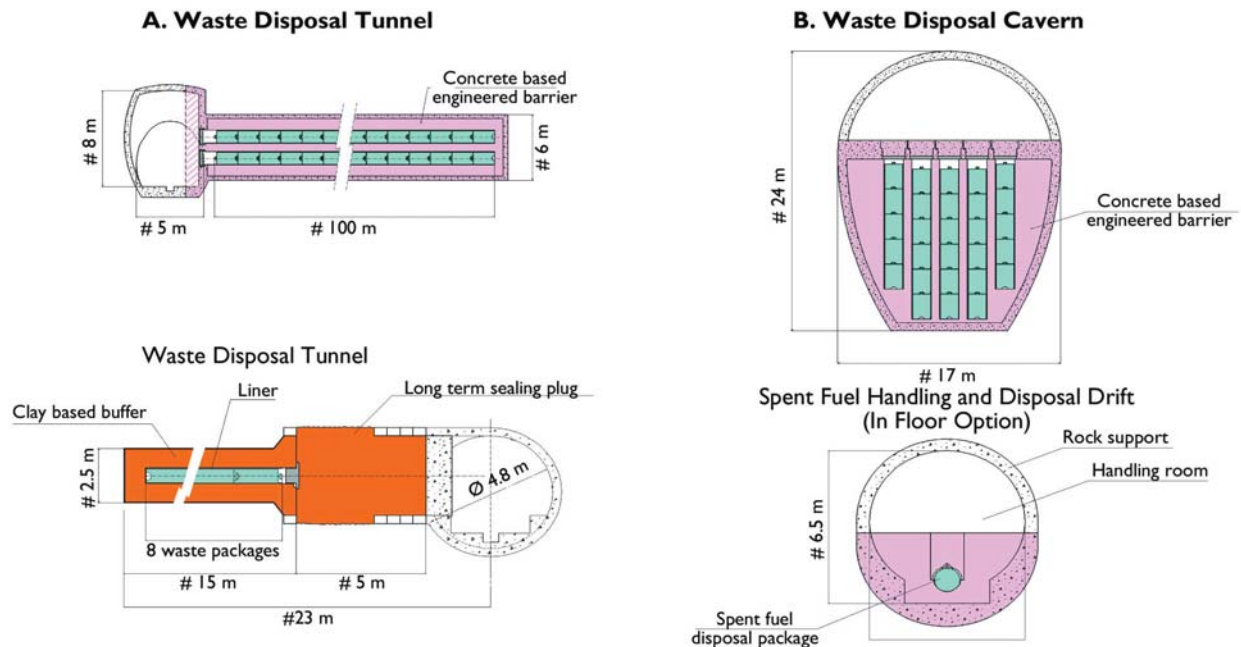 A. Waste Disposal Tunnel
Concrete based
engineered barrier
# 8 m
# 6 m
# 5 m
# 100 m
B. Waste Disposal Cavern
# 24 m
Concrete based
engineered barrier
# 17 m
Waste Disposal Tunnel
Liner
Long term sealing plug
Clay based buffer
# 2.5 m
Ø 4.8 m
8 waste packages
# 15 m
# 5 m
#23 m
Spent Fuel Handling and Disposal Drift
(In Floor Option)
Rock support
Handling room
# 6.5 m
Spent fuel
disposal package